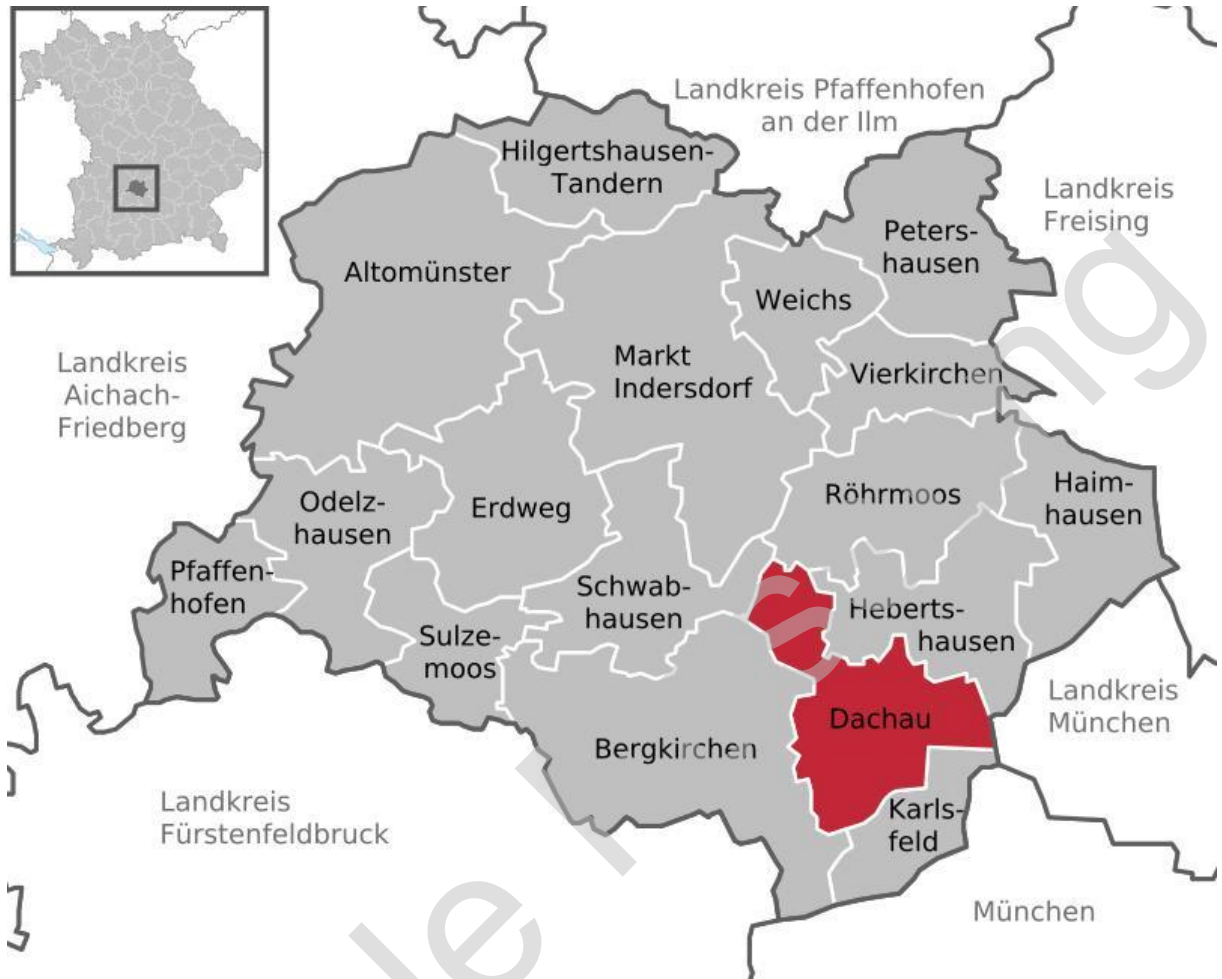 Landkreis Pfaffenhofen
an der Ilm
Hilgertshausen-
Tandern
Landkreis
Freising
Peters-
hausen
Altomünster
Weichs
Landkreis
Aichach-
Friedberg
Markt
Indersdorf
Vierkirchen
Odelz-
hausen
Erdweg
Röhrmoos
Haim-
hausen
Pfaffen-
hofen
Schwab-
hausen
Heberts-
hausen
Sulze-
moos
Landkreis
München
Dachau
Bergkirchen
Landkreis
Fürstenfeldbruck
Karls-
feld
München